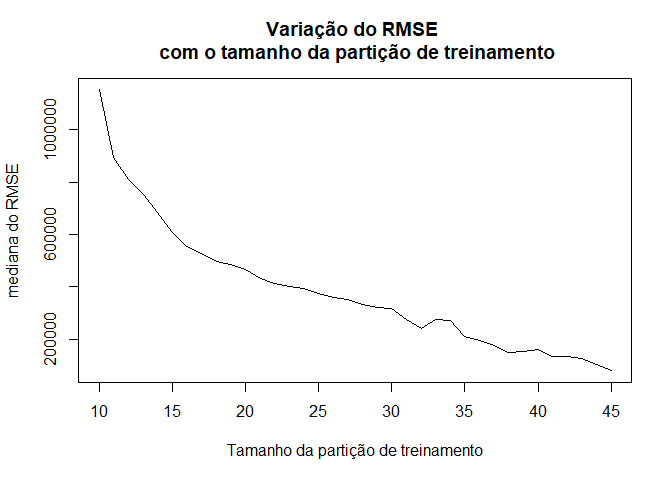 Variação do RMSE
com o tamanho da partição de treinamento
mediana do RMSE
1000000
600000
200000
10 15 20 25 30 35 40 45
Tamanho da partição de treinamento